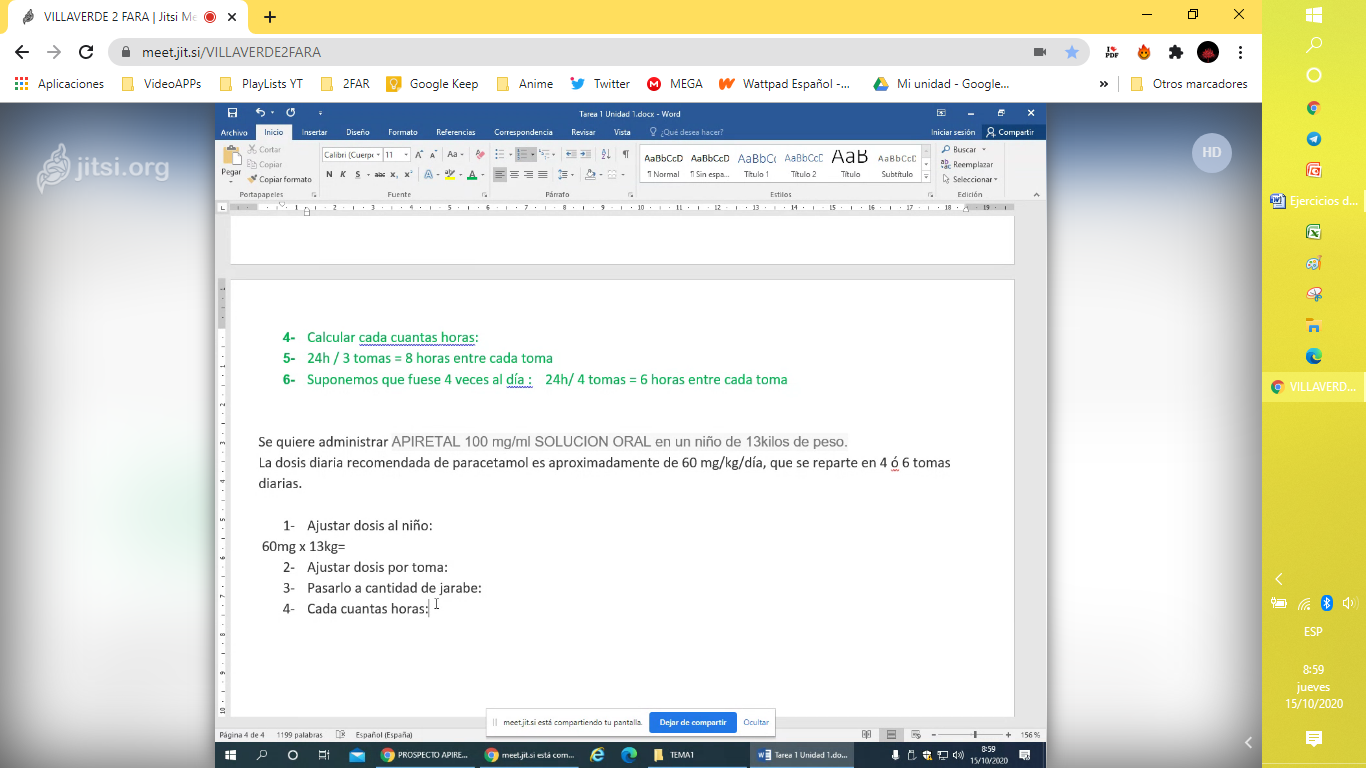 VILLAVERDE 2 FARA | Jitsi Me
meet.jit.si/VILLAVERDE2FARA
Aplicaciones
VideoAPPs
PlayLists YT
2FAR
Google Keep
Anime
Twitter
MEGA
Wattpad Español -...
Mi unidad - Google...
»
Otros marcadores
jitsi.org
HD
Tarea 1 Unidad 1.docx - Word
Archivo
Inicio
Insertar
Diseño
Formato
Referencias
Correspondencia
Revisar
Vista
¿Qué desea hacer?
Iniciar sesión
Compartir
Pegar
Cortar
Copiar
Copiar formato
Portapapeles
Calibri (Cuerpo
11
N K S abc x₂ x²
Fuente
Párrafo
AaBbCcD
¶ Normal
AaBbCcD
¶ Sin espa...
AaBbCc
Título 1
AaBbCcD
Título 2
AaB
Título
AaBbCcD
Subtítulo
Estilos
Buscar
Reemplazar
Seleccionar
Edición
4- Calcular cada cuantas horas:
5- 24h / 3 tomas = 8 horas entre cada toma
6- Suponemos que fuese 4 veces al día : 24h/ 4 tomas = 6 horas entre cada toma
Se quiere administrar APIRETAL 100 mg/ml SOLUCION ORAL en un niño de 13kilos de peso.
La dosis diaria recomendada de paracetamol es aproximadamente de 60 mg/kg/día, que se reparte en 4 ó 6 tomas
diarias.
1- Ajustar dosis al niño:
60mg x 13kg=
2- Ajustar dosis por toma:
3- Pasarlo a cantidad de jarabe:
4- Cada cuantas horas:
meet.jit.si está compartiendo tu pantalla.
Dejar de compartir
Ocultar
Página 4 de 4
1199 palabras
Español (España)
156 %
PROSPECTO APIRE...
meet.jit.si está com...
TEMA1
Tarea 1 Unidad 1.do...
8:59
15/10/2020
Ejercicios d...
VILLAVERD...
ESP
8:59
jueves
15/10/2020